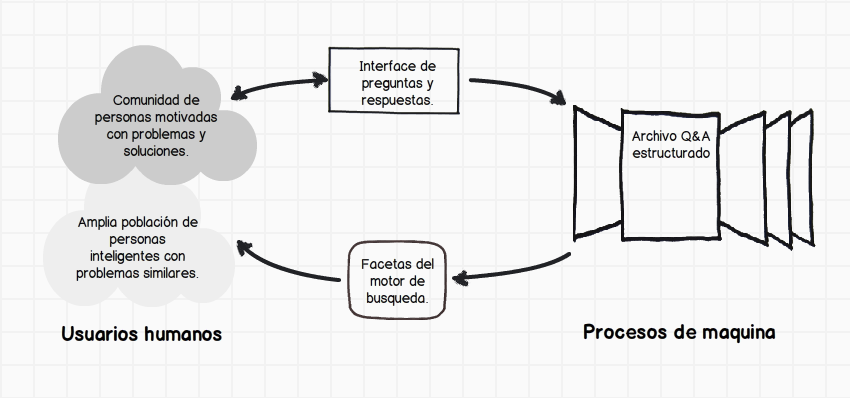 Comunidad de
personas motivadas
con problemas y
soluciones.
Interface de
preguntas y
respuestas.
Archivo Q&A
estructurado
Amplia población de
personas
inteligentes con
problemas similares.
Facetas del
motor de
busqueda.
Usuarios humanos
Procesos de maquina